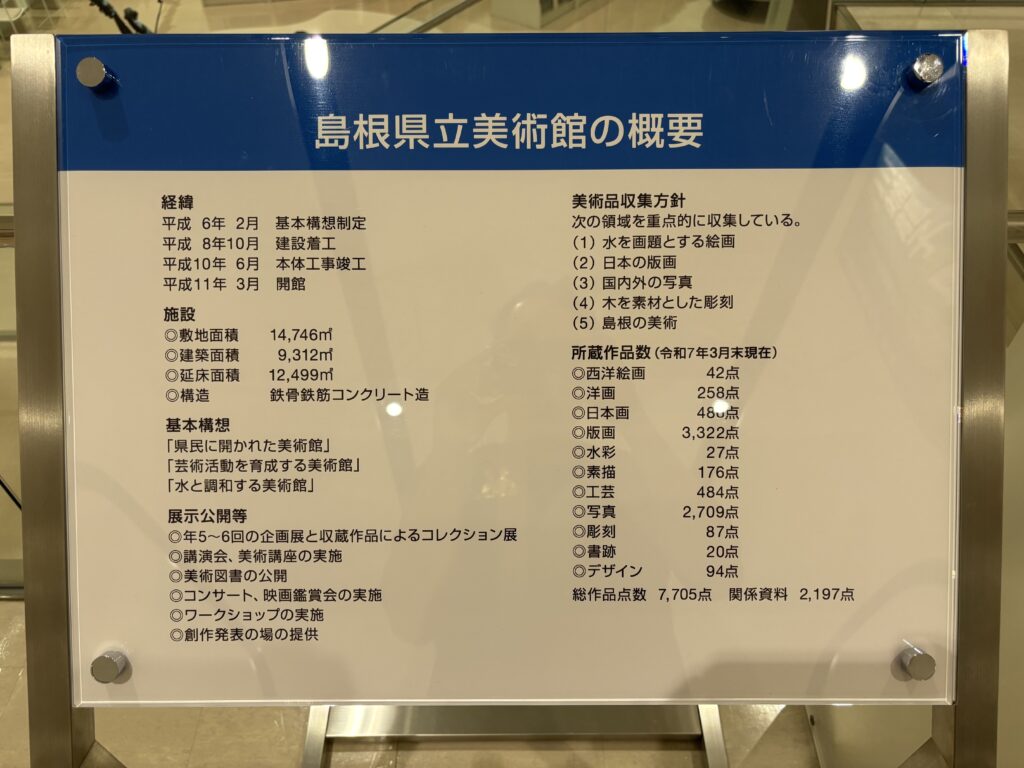 島根県立美術館の概要
経緯
平成 6年 2月 基本構想制定
平成 8年10月 建設着工
平成10年 6月 本体工事竣工
平成11年 3月 開館
施設
◎敷地面積 14,746㎡
◎建築面積 9,312㎡
◎延床面積 12,499㎡
◎構造 鉄骨鉄筋コンクリート造
基本構想
「県民に開かれた美術館」
「芸術活動を育成する美術館」
「水と調和する美術館」
展示公開等
◎年5〜6回の企画展と収蔵作品によるコレクション展
◎講演会、美術講座の実施
◎美術図書の公開
◎コンサート、映画鑑賞会の実施
◎ワークショップの実施
◎創作発表の場の提供
美術品収集方針
次の領域を重点的に収集している。
(1) 水を画題とする絵画
(2) 日本の版画
(3) 国内外の写真
(4) 木を素材とした彫刻
(5) 島根の美術
所蔵作品数(令和7年3月末現在)
◎西洋絵画 42点
◎洋画 258点
◎日本画 486点
◎版画 3,322点
◎水彩 27点
◎素描 176点
◎工芸 484点
◎写真 2,709点
◎彫刻 87点
◎書跡 20点
◎デザイン 94点
総作品点数 7,705点 関係資料 2,197点